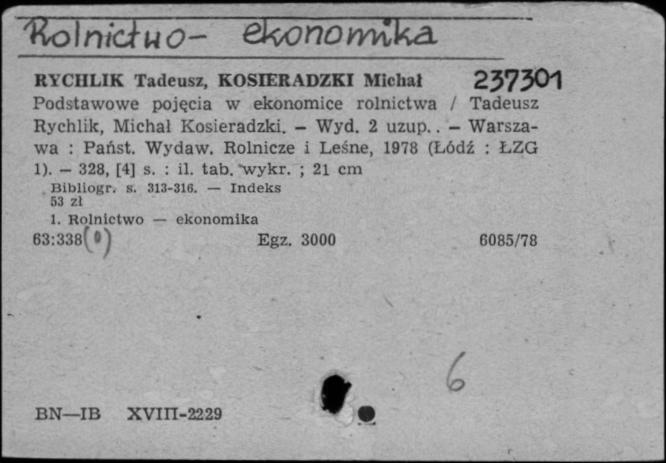 Rolnictwo- ekonomika
RYCHLIK Tadeusz, KOSIERADZKI Michał 237301
Podstawowe pojęcia w ekonomice rolnictwa / Tadeusz
Rychlik, Michał Kosieradzki. — Wyd. 2 uzup.. — Warsza-
wa : Państ. Wydaw. Rolnicze i Leśne, 1978 (Łódź : ŁZG
1). — 328, [4] s. : il. tab. wykr. ; 21 cm
Bibliogr. s. 313-316. — Indeks
53 zł
1. Rolnictwo — ekonomika
63:338(0) Egz. 3000 6085/78
6
BN—IB XVIII-2229